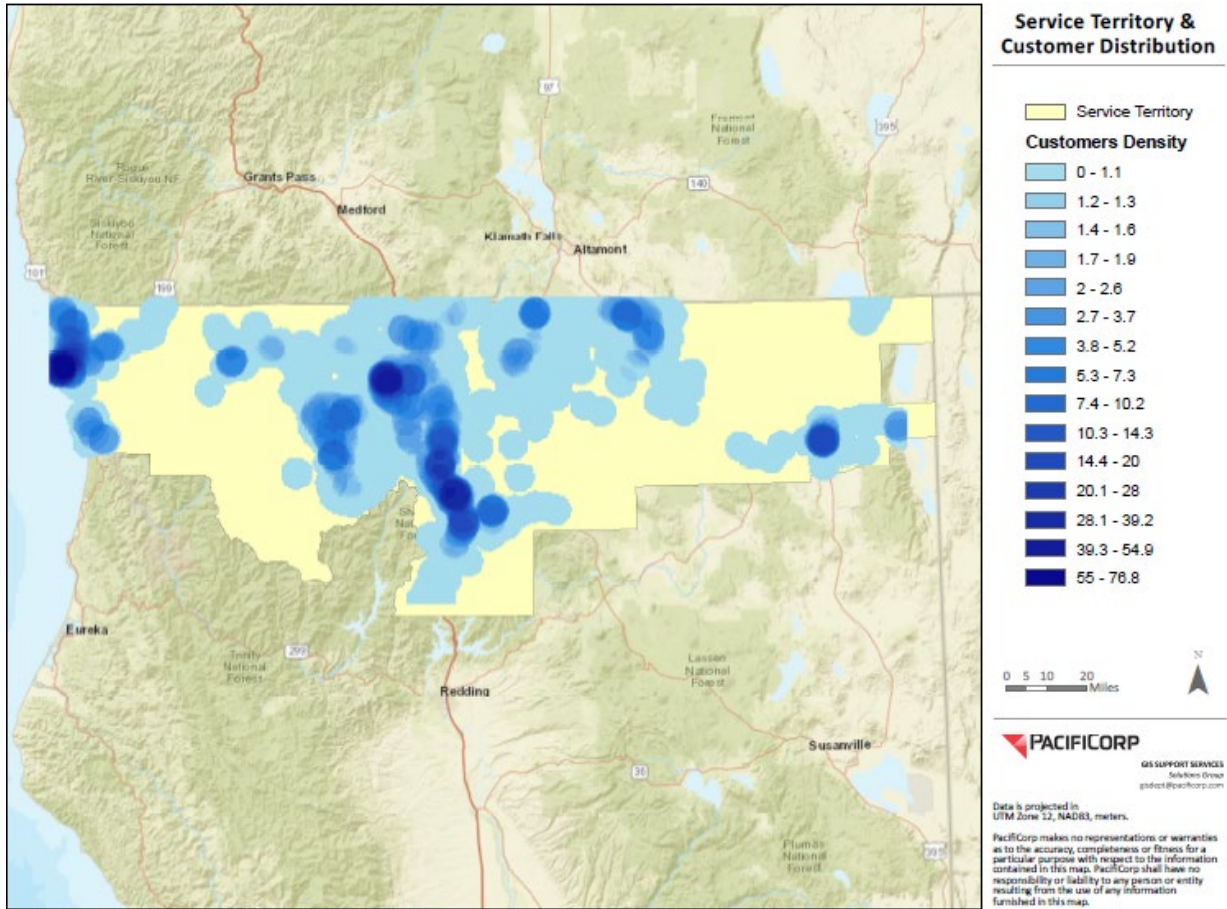 Service Territory &
Customer Distribution
Service Territory
Customers Density
0 - 1.1
1.2 - 1.3
1.4 - 1.6
1.7 - 1.9
2 - 2.6
2.7 - 3.7
3.8 - 5.2
5.3 - 7.3
7.4 - 10.2
10.3 - 14.3
14.4 - 20
20.1 - 28
28.1 - 39.2
39.3 - 54.9
55 - 76.8
N
0 5 10 20
Miles
PACIFICORP
GIS SUPPORT SERVICES
Solutions Group
gisdept@pacificorp.com
Data is projected in
UTM Zone 12, NAD83, meters.
PacifiCorp makes no representations or warranties
as to the accuracy, completeness or fitness for a
particular purpose with respect to the information
contained in this map. PacifiCorp shall have no
responsibility or liability to any person or entity
resulting from the use of any information
furnished in this map.
97
Fremont
National
Forest
395
Rogue
River-Siskiyou NF
Grants Pass
140
Medford
Siskiyou
National
Forest
Klamath Falls
Altamont
101
199
Eureka
Trinity
National
Forest
299
Lassen
National
Forest
Redding
Susanville
36
Plumas
National
Forest
395